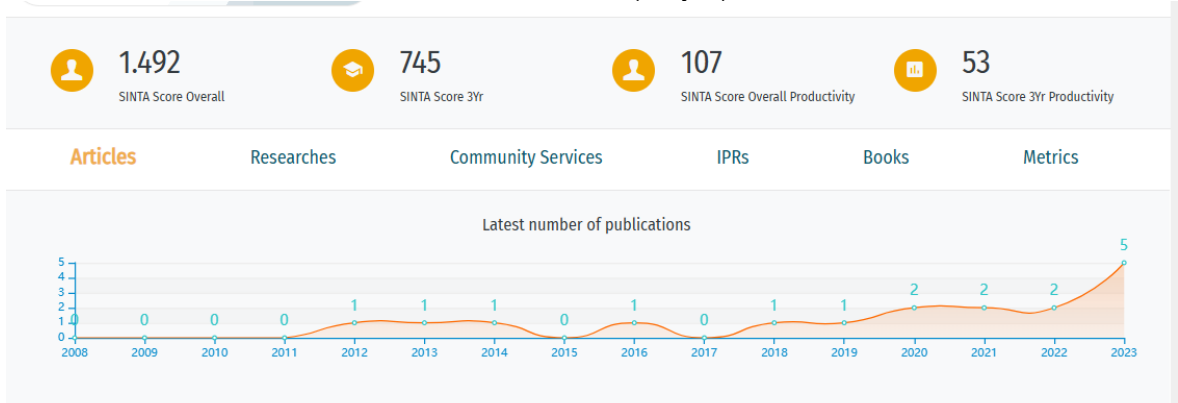 1.492
SINTA Score Overall
745
SINTA Score 3Yr
107
SINTA Score Overall Productivity
53
SINTA Score 3Yr Productivity
Articles Researches Community Services IPRs Books Metrics
Latest number of publications
5
4
3
2
1
0
0 0 0 0 1 1 1 0 1 0 1 1 2 2 2 5
2008 2009 2010 2011 2012 2013 2014 2015 2016 2017 2018 2019 2020 2021 2022 2023